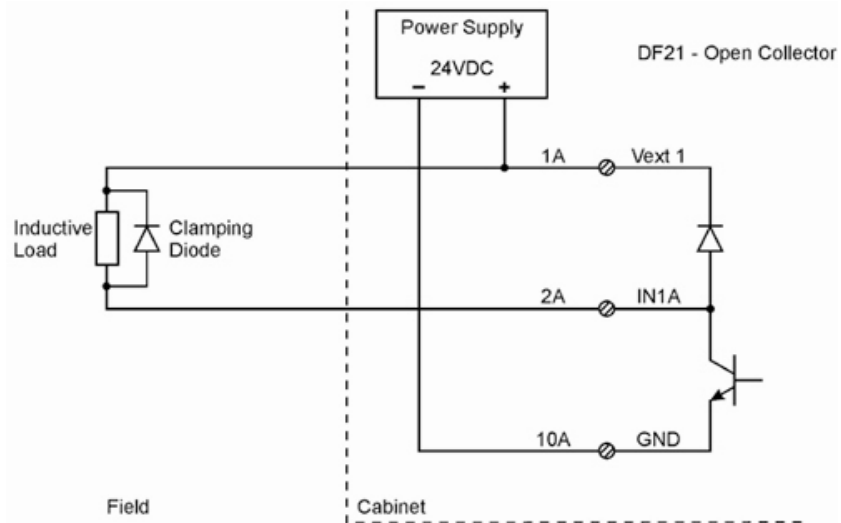 Power Supply
24VDC
− +
DF21 - Open Collector
1A
Vext 1
Inductive
Load
Clamping
Diode
2A
IN1A
10A
GND
Field
Cabinet